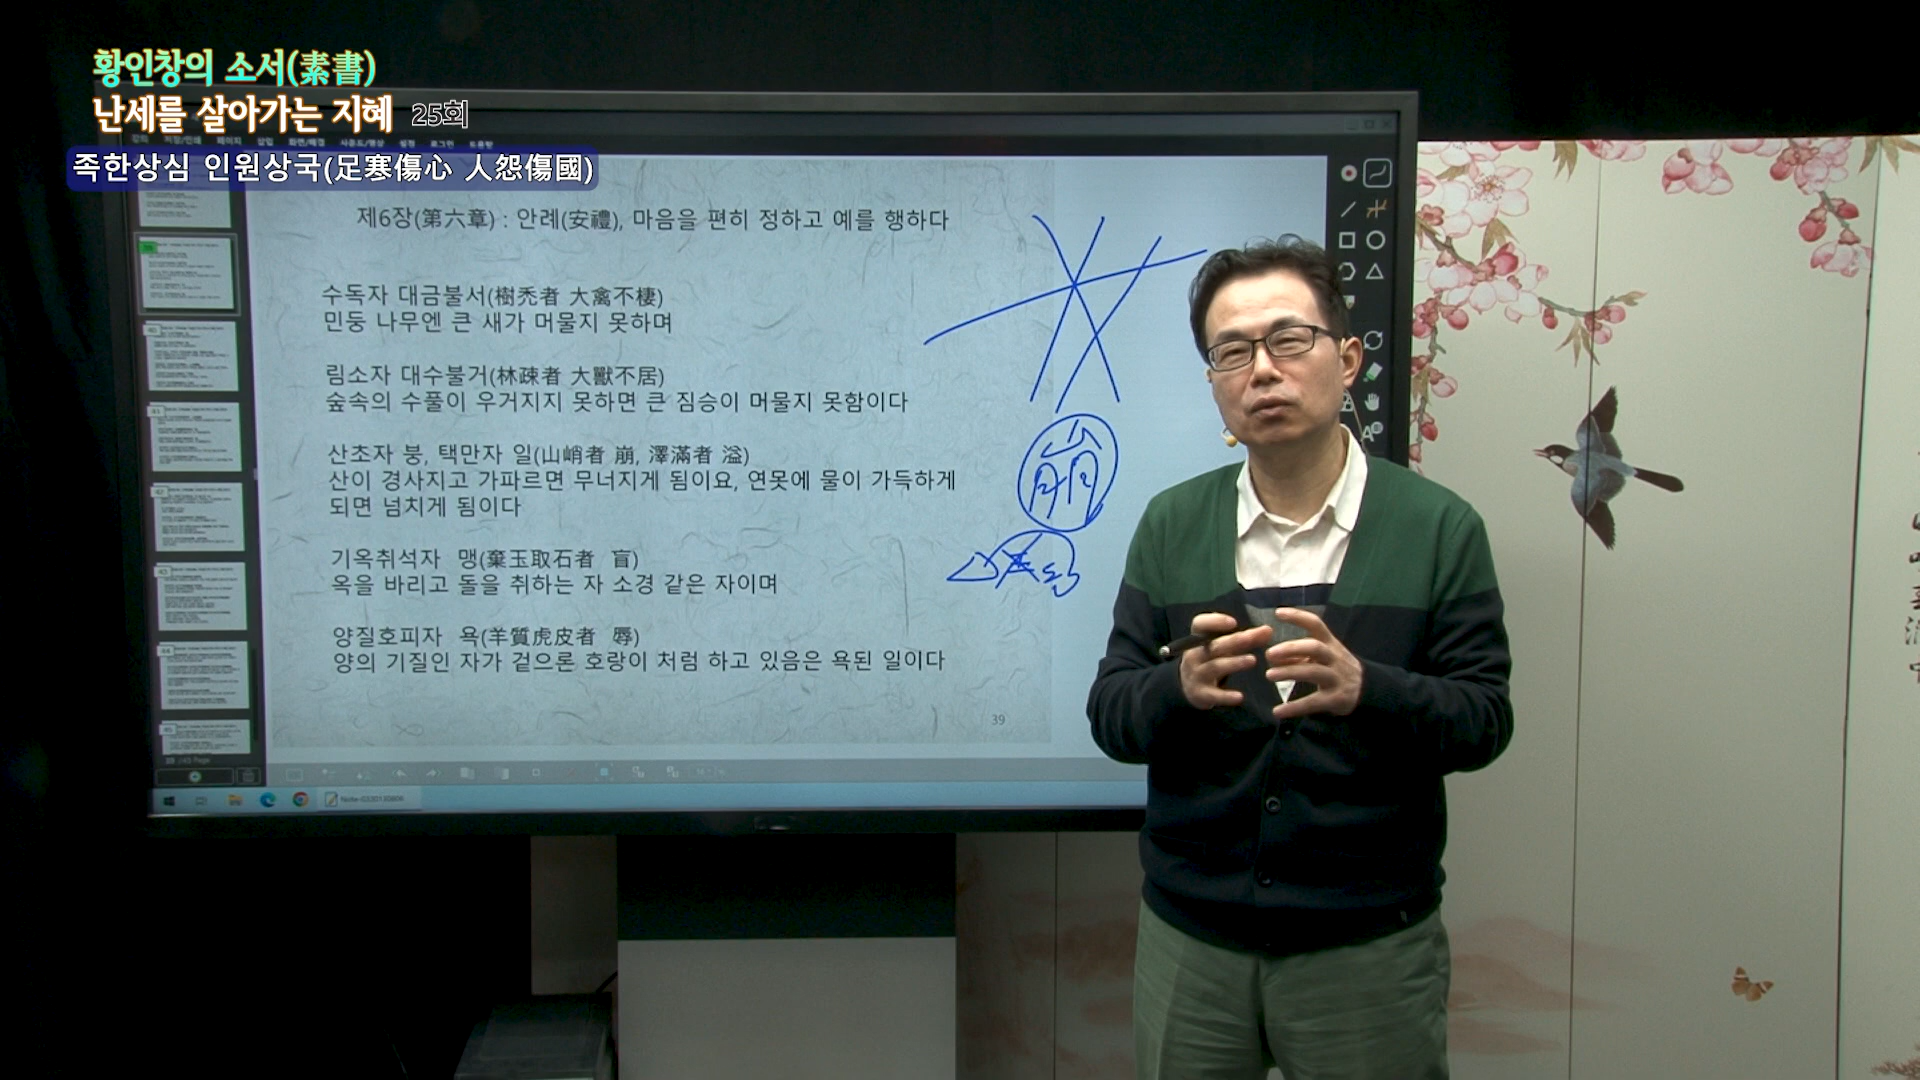 황인창의 소서(素書)
난세를 살아가는 지혜 25회
족한상심 인원상국(足寒傷心 人怨傷國)
제6장(第六章) : 안례(安禮), 마음을 편히 정하고 예를 행하다
수독자 대금불서(樹禿者 大禽不棲)
민둥 나무엔 큰 새가 머물지 못하며
림소자 대수불거(林疎者 大獸不居)
숲속의 수풀이 우거지지 못하면 큰 짐승이 머물지 못함이다
산초자 붕, 택만자 일(山峭者 崩, 澤滿者 溢)
산이 경사지고 가파르면 무너지게 됨이요, 연못에 물이 가득하게
되면 넘치게 됨이다
기옥취석자 맹(棄玉取石者 盲)
옥을 바리고 돌을 취하는 자 소경 같은 자이며
양질호피자 욕(羊質虎皮者 辱)
양의 기질인 자가 겉으론 호랑이 처럼 하고 있음은 욕된 일이다
39
崩